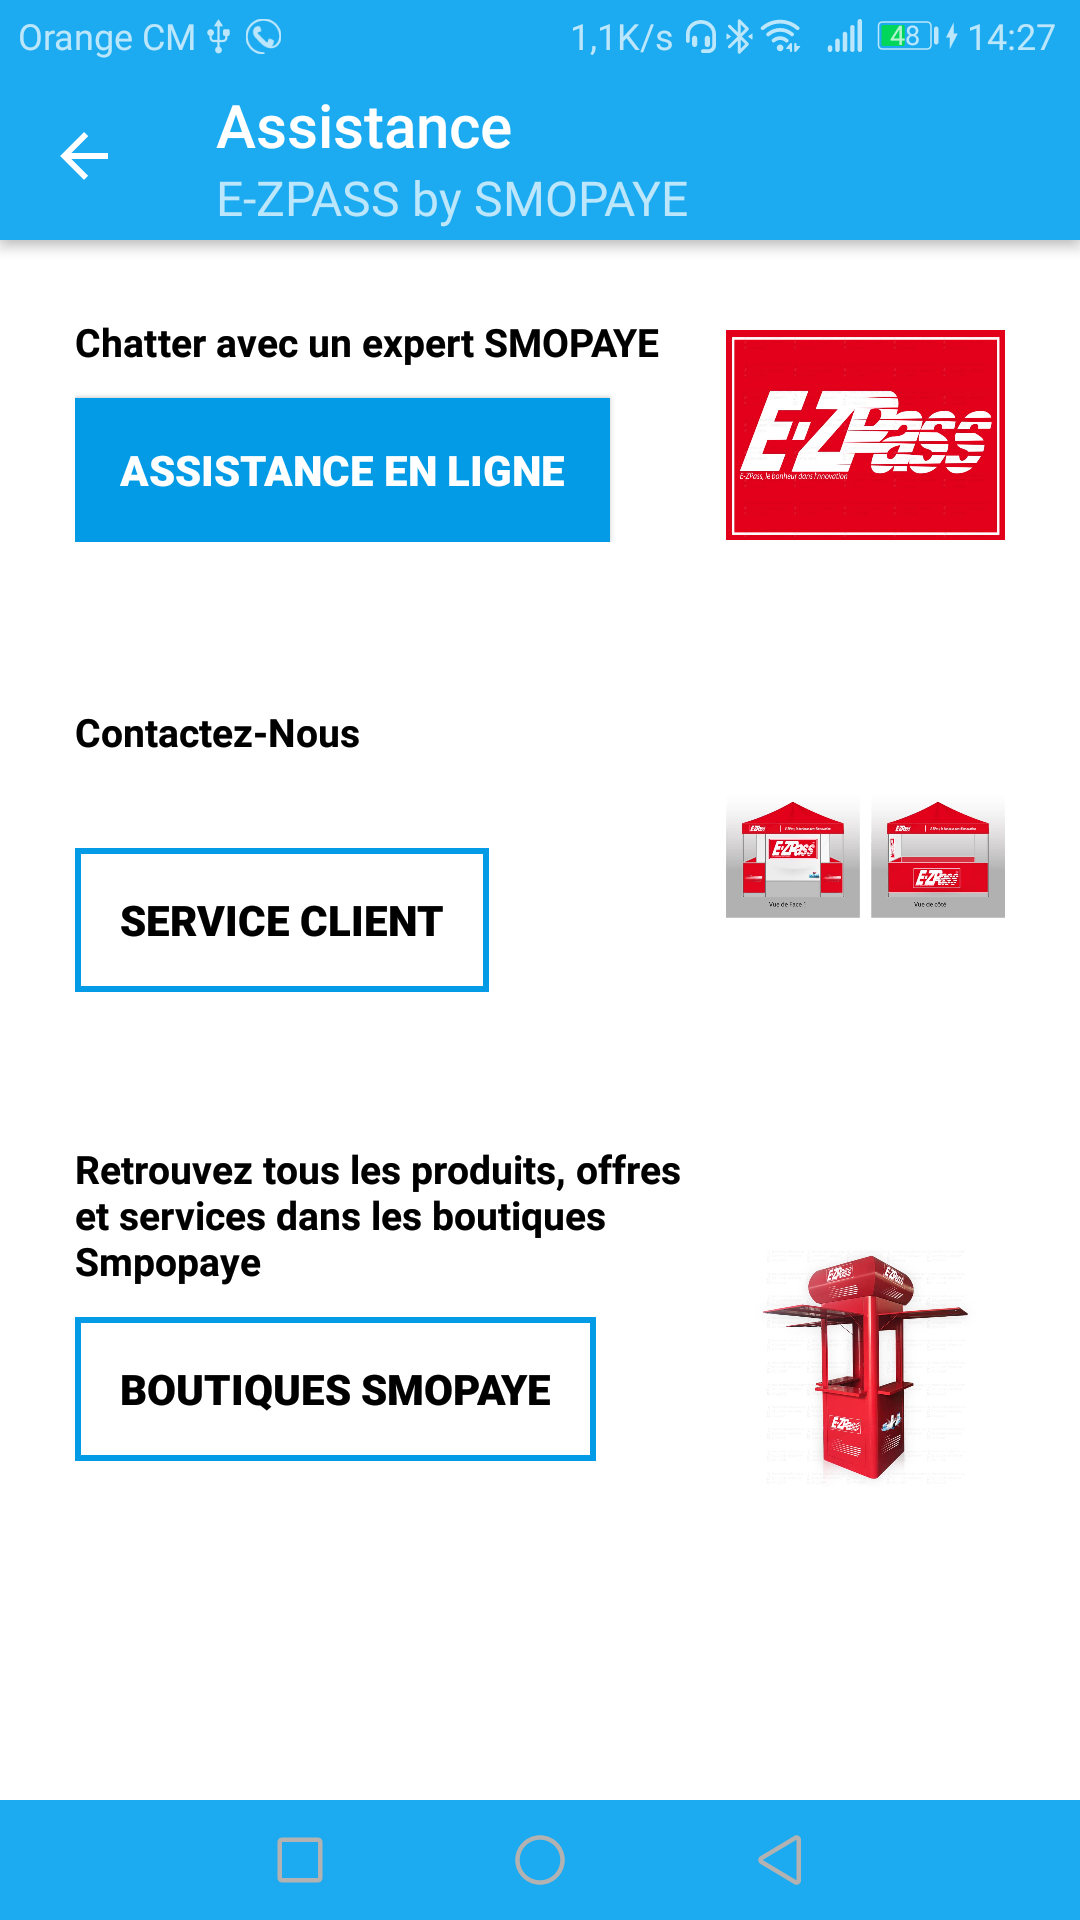 Orange CM 1,1K/s 48 14:27
Assistance
E-ZPASS by SMOPAYE
Chatter avec un expert SMOPAYE
ASSISTANCE EN LIGNE
E-ZPass
E-ZPass, le bonheur dans l'innovation
Contactez-Nous
E-ZPass
E-ZPass
Vue de Face
Vue de côté
SERVICE CLIENT
Retrouvez tous les produits, offres
et services dans les boutiques
Smpopaye
E-ZPass
E-ZPass
E-ZPass
BOUTIQUES SMOPAYE